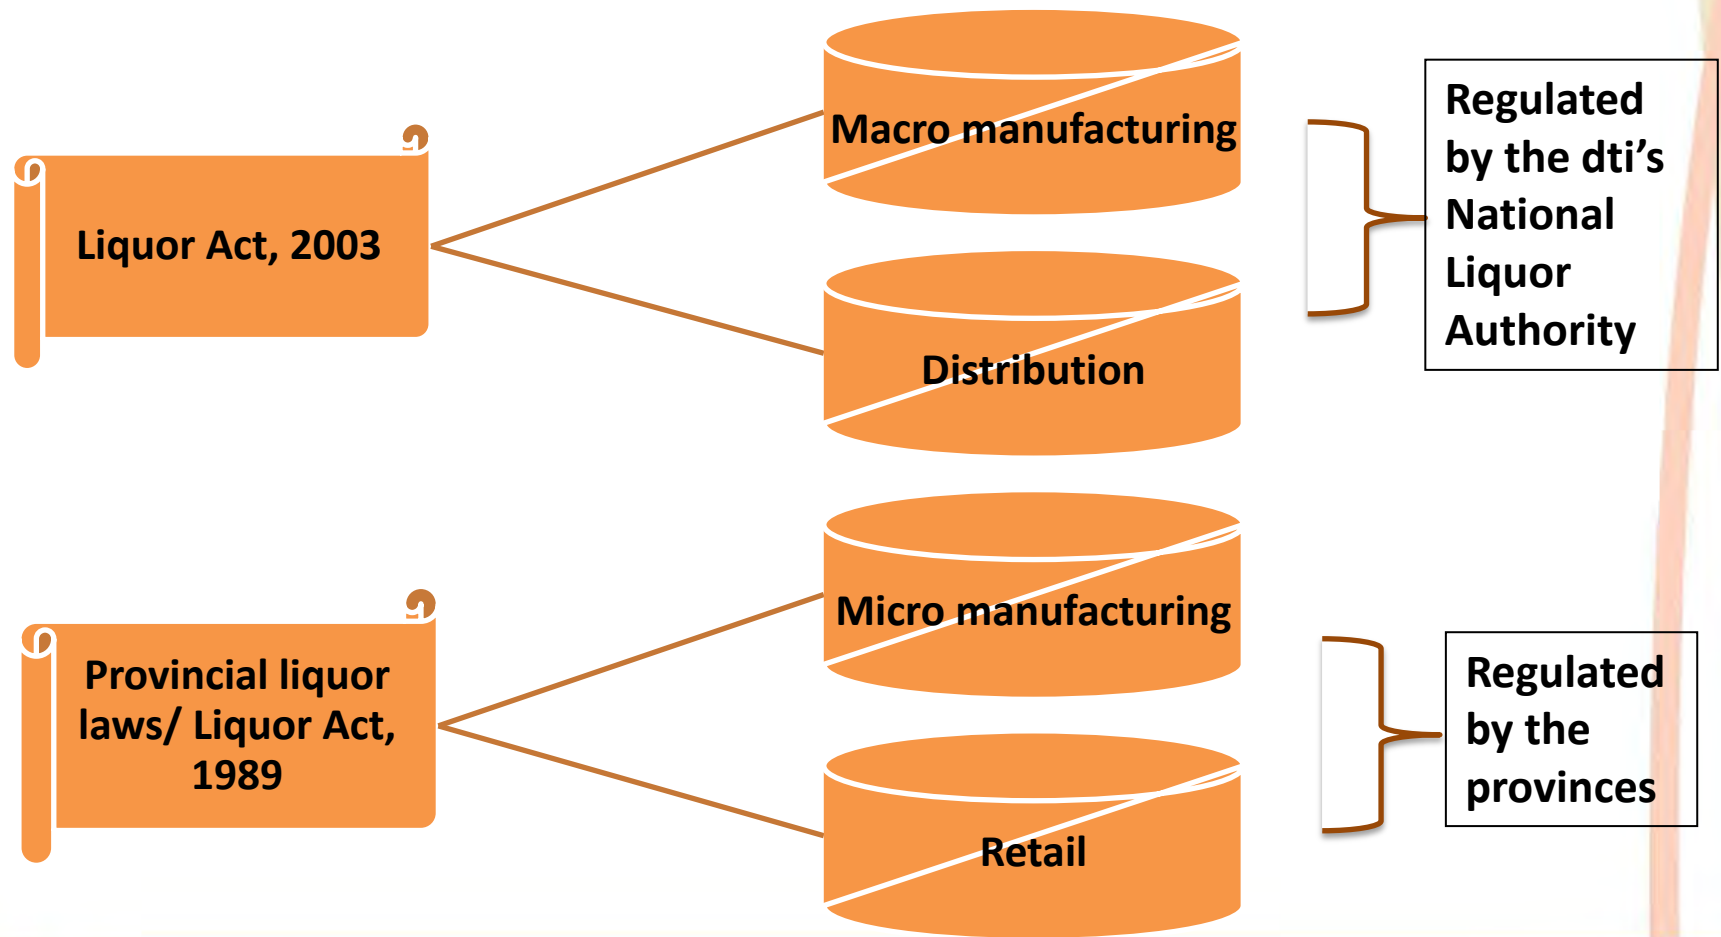 Liquor Act, 2003
Macro manufacturing
Distribution
Regulated
by the dti’s
National
Liquor
Authority
Provincial liquor
laws/ Liquor Act,
1989
Micro manufacturing
Retail
Regulated
by the
provinces